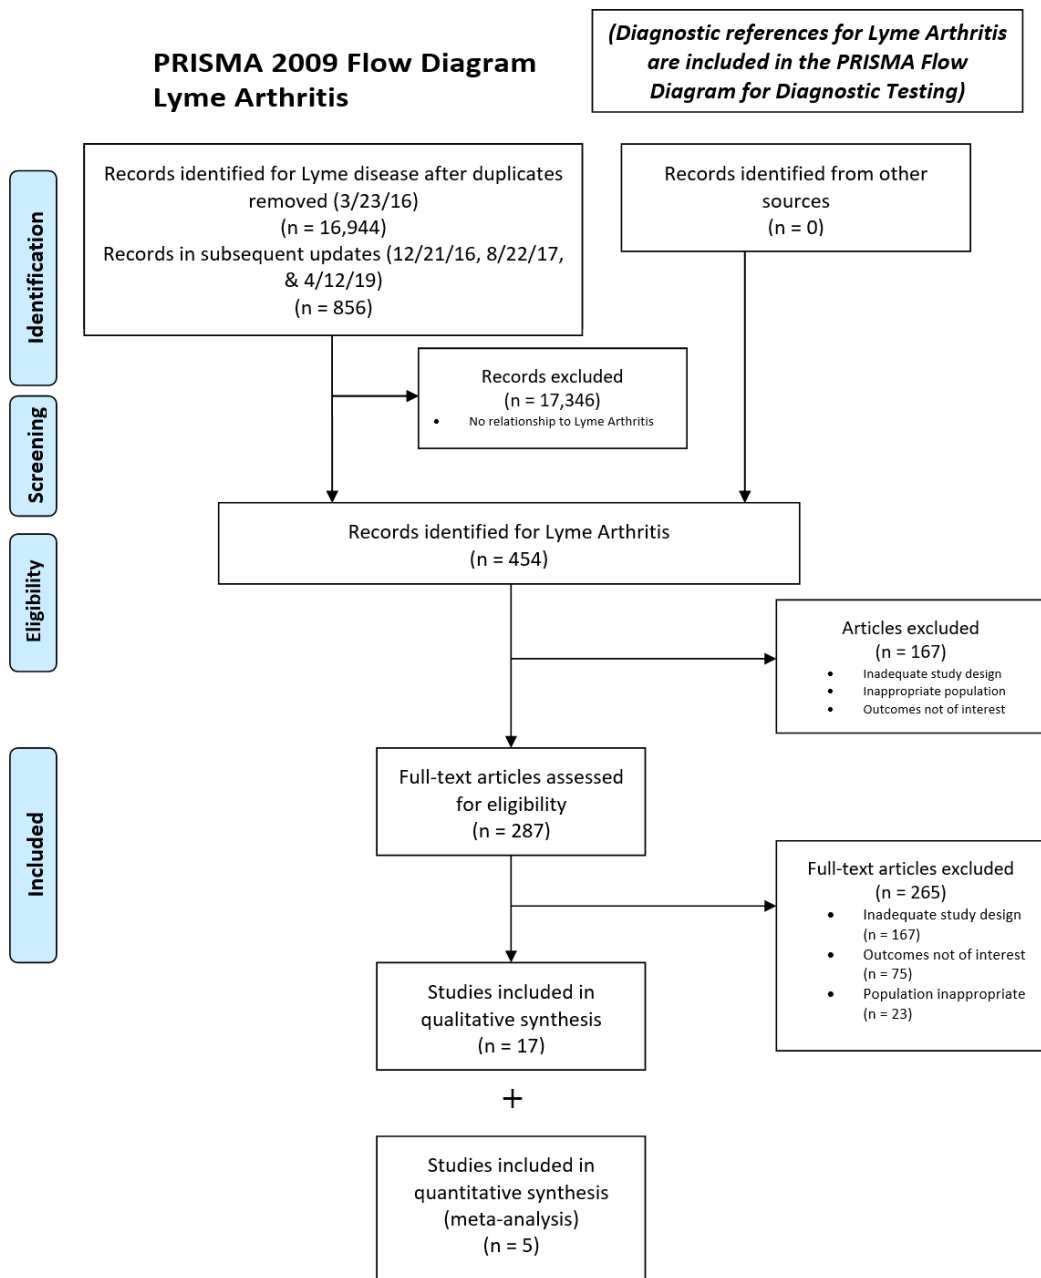 PRISMA 2009 Flow Diagram
Lyme Arthritis
(Diagnostic references for Lyme Arthritis
are included in the PRISMA Flow
Diagram for Diagnostic Testing)
Identification
Records identified for Lyme disease after duplicates
removed (3/23/16)
(n = 16,944)
Records in subsequent updates (12/21/16, 8/22/17,
& 4/12/19)
(n = 856)
Records identified from other
sources
(n = 0)
Records excluded
(n = 17,346)
• No relationship to Lyme Arthritis
Screening
Records identified for Lyme Arthritis
(n = 454)
Eligibility
Articles excluded
(n = 167)
• Inadequate study design
• Inappropriate population
• Outcomes not of interest
Included
Full-text articles assessed
for eligibility
(n = 287)
Full-text articles excluded
(n = 265)
• Inadequate study design
(n = 167)
• Outcomes not of interest
(n = 75)
• Population inappropriate
(n = 23)
Studies included in
qualitative synthesis
(n = 17)
+
Studies included in
quantitative synthesis
(meta-analysis)
(n = 5)